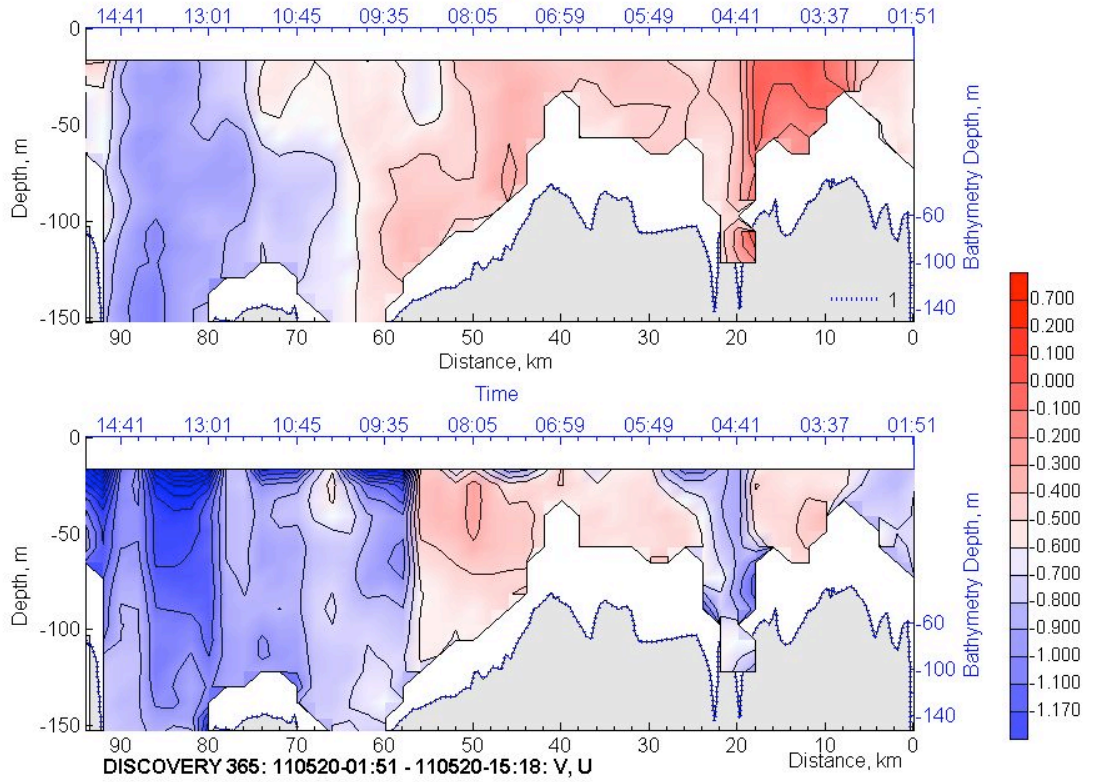 14:41 13:01 10:45 09:35 08:05 06:59 05:49 04:41 03:37 01:51
0
-50
-100
-150
Depth, m
-60
-100
-140
Bathymetry Depth, m
1
90 80 70 60 50 40 30 20 10 0
Distance, km
Time
14:41 13:01 10:45 09:35 08:05 06:59 05:49 04:41 03:37 01:51
0
-50
-100
-150
Depth, m
-60
-100
-140
Bathymetry Depth, m
90 80 70 60 50 40 30 20 10 0
Distance, km
DISCOVERY 365: 110520-01:51 - 110520-15:18: V, U
0.700
0.200
0.100
0.000
-0.100
-0.200
-0.300
-0.400
-0.500
-0.600
-0.700
-0.800
-0.900
-1.000
-1.100
-1.170